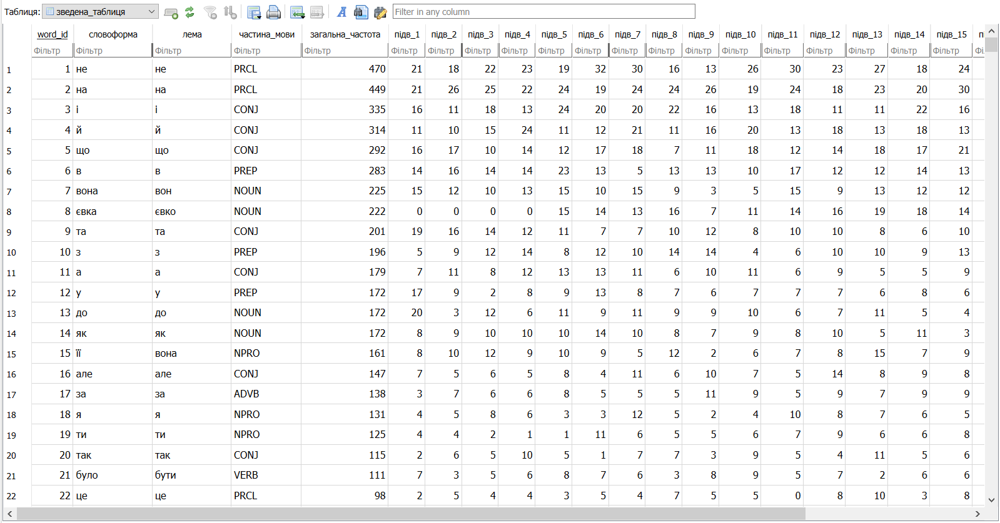 Таблиця: зведена_таблиця Filter in any column
word_id словоформа лема частина_мови загальна_частота підв_1 підв_2 підв_3 підв_4 підв_5 підв_6 підв_7 підв_8 підв_9 підв_10 підв_11 підв_12 підв_13 підв_14 підв_15
Фільтр Фільтр Фільтр Фільтр Фільтр Фільтр Фільтр Фільтр Фільтр Фільтр Фільтр Фільтр Фільтр Фільтр Фільтр Фільтр Фільтр Фільтр Фільтр Фільтр
1 1 не не PRCL 470 21 18 22 23 19 32 30 16 13 26 30 23 27 18 24
2 2 на на PRCL 449 21 26 25 22 24 19 24 24 26 19 24 18 23 20 30
3 3 і і CONJ 335 16 11 18 13 24 20 20 22 16 13 18 11 11 22 16
4 4 й й CONJ 314 11 10 15 24 11 12 21 11 16 20 13 18 13 18 13
5 5 що що CONJ 292 16 17 10 14 12 17 18 7 11 18 12 14 18 17 21
6 6 в в PREP 283 14 16 14 14 23 13 5 13 13 10 17 12 12 14 13
7 7 вона вон NOUN 225 15 12 10 13 15 10 15 9 3 5 15 9 13 12 12
8 8 євка євко NOUN 222 0 0 0 0 15 14 13 16 7 11 14 16 19 18 14
9 9 та та CONJ 201 19 16 14 12 11 7 7 10 12 8 10 10 8 6 10
10 10 з з PREP 196 5 9 12 14 8 12 10 14 14 4 6 10 10 9 13
11 11 а а CONJ 179 7 11 8 12 13 13 11 6 10 11 6 9 5 5 9
12 12 у у PREP 172 17 9 2 8 9 13 8 7 6 7 7 7 6 8 6
13 13 до до NOUN 172 20 3 12 6 11 9 11 9 9 10 6 7 11 5 4
14 14 як як NOUN 172 8 9 10 10 10 14 10 8 7 9 8 10 5 11 3
15 15 її вона NPRO 161 8 10 12 9 10 9 5 12 2 6 7 8 15 7 9
16 16 але але CONJ 147 7 5 6 5 8 4 11 6 10 7 5 14 8 9 8
17 17 за за ADVB 138 3 7 6 6 8 5 5 5 11 9 5 9 7 9 9
18 18 я я NPRO 131 4 5 8 6 3 3 12 5 2 4 10 8 7 6 5
19 19 ти ти NPRO 125 4 4 2 1 1 11 6 5 5 6 7 9 6 6 8
20 20 так так CONJ 115 2 6 5 10 5 1 7 7 3 9 5 4 11 5 6
21 21 було бути VERB 111 7 3 5 6 8 7 6 3 8 9 5 7 2 6 6
22 22 це це PRCL 98 2 5 4 4 3 5 4 7 5 5 0 8 10 3 8